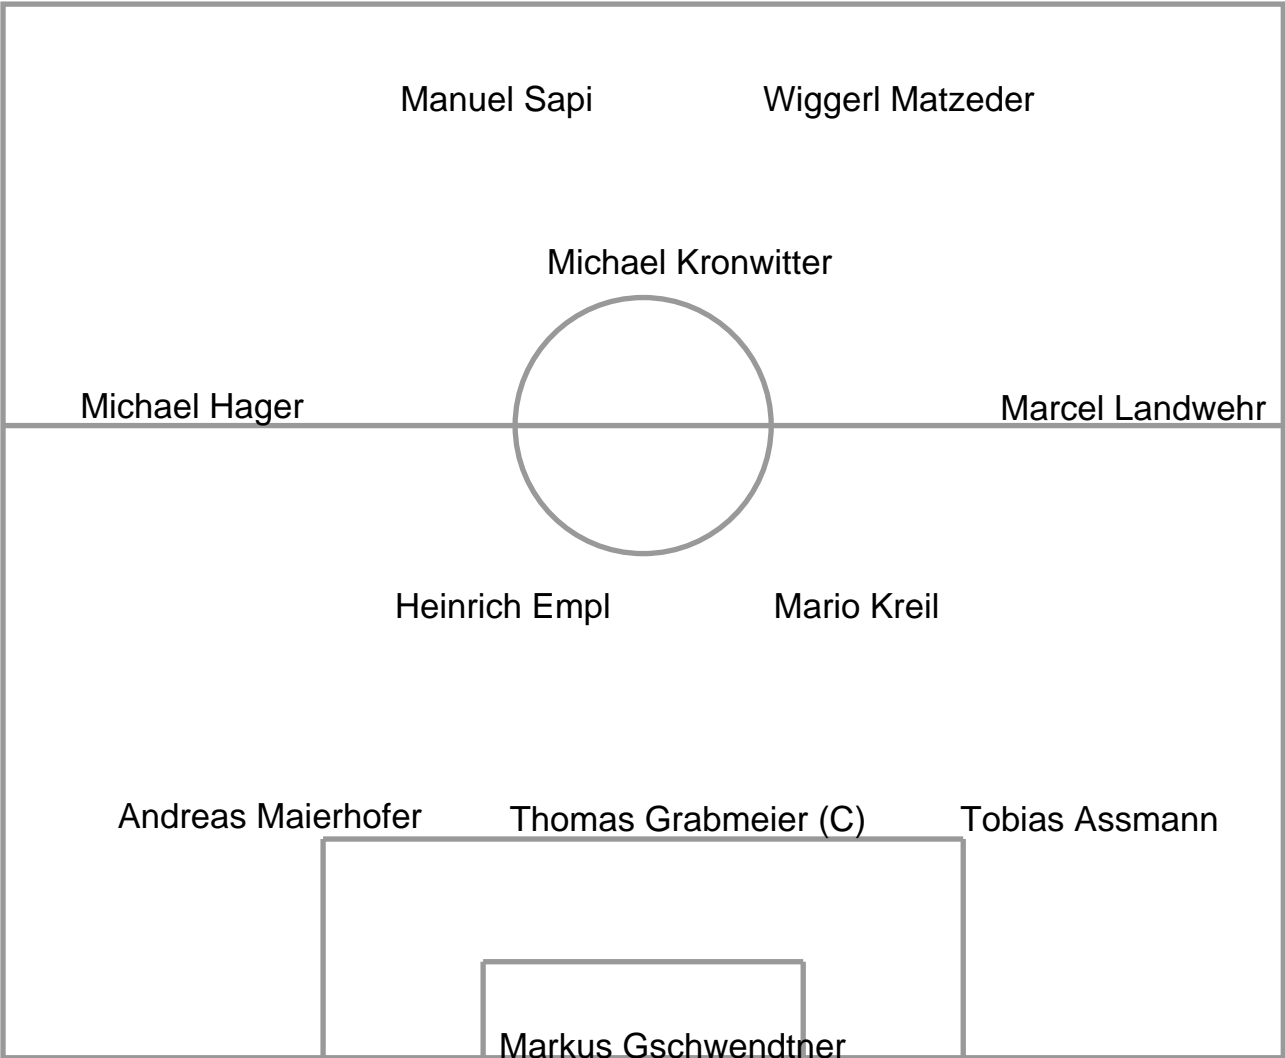 Manuel Sapi
Wiggerl Matzeder
Michael Kronwitter
Michael Hager
Marcel Landwehr
Heinrich Empl
Mario Kreil
Andreas Maierhofer
Thomas Grabmeier (C)
Tobias Assmann
Markus Gschwendtner